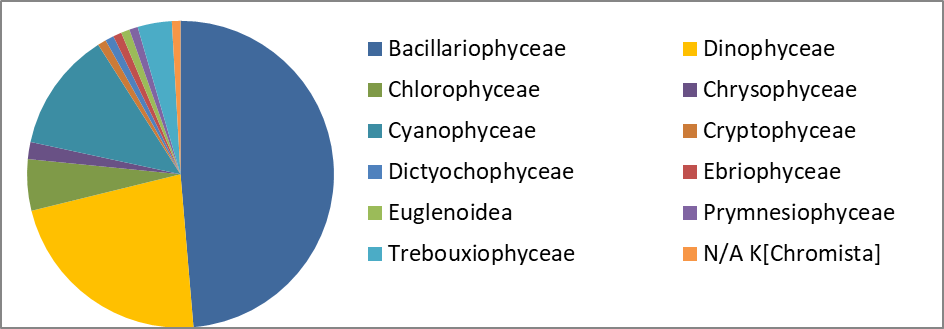 Bacillariophyceae Dinophyceae
Chlorophyceae Chrysophyceae
Cyanophyceae Cryptophyceae
Dictyochophyceae Ebriophyceae
Euglenoidea Prymnesiophyceae
Trebouxiophyceae N/A K[Chromista]